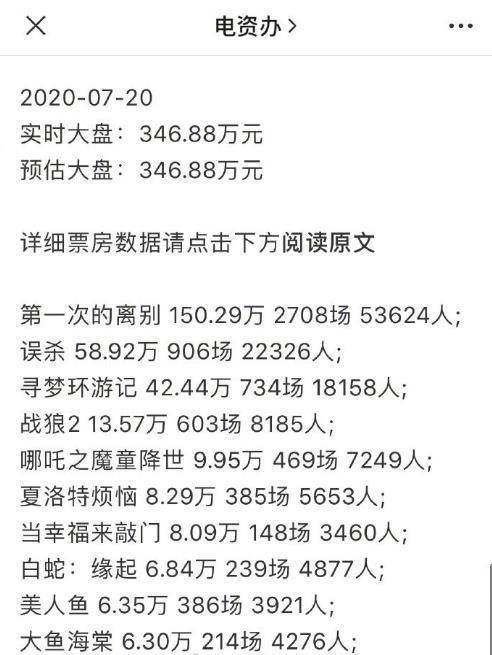 电资办
2020-07-20
实时大盘：346.88万元
预估大盘：346.88万元
详细票房数据请点击下方阅读原文
第一次的离别 150.29万 2708场 53624人;
误杀 58.92万 906场 22326人;
寻梦环游记 42.44万 734场 18158人;
战狼2 13.57万 603场 8185人;
哪吒之魔童降世 9.95万 469场 7249人;
夏洛特烦恼 8.29万 385场 5653人;
当幸福来敲门 8.09万 148场 3460人;
白蛇：缘起 6.84万 239场 4877人;
美人鱼 6.35万 386场 3921人;
大鱼海棠 6.30万 214场 4276人;